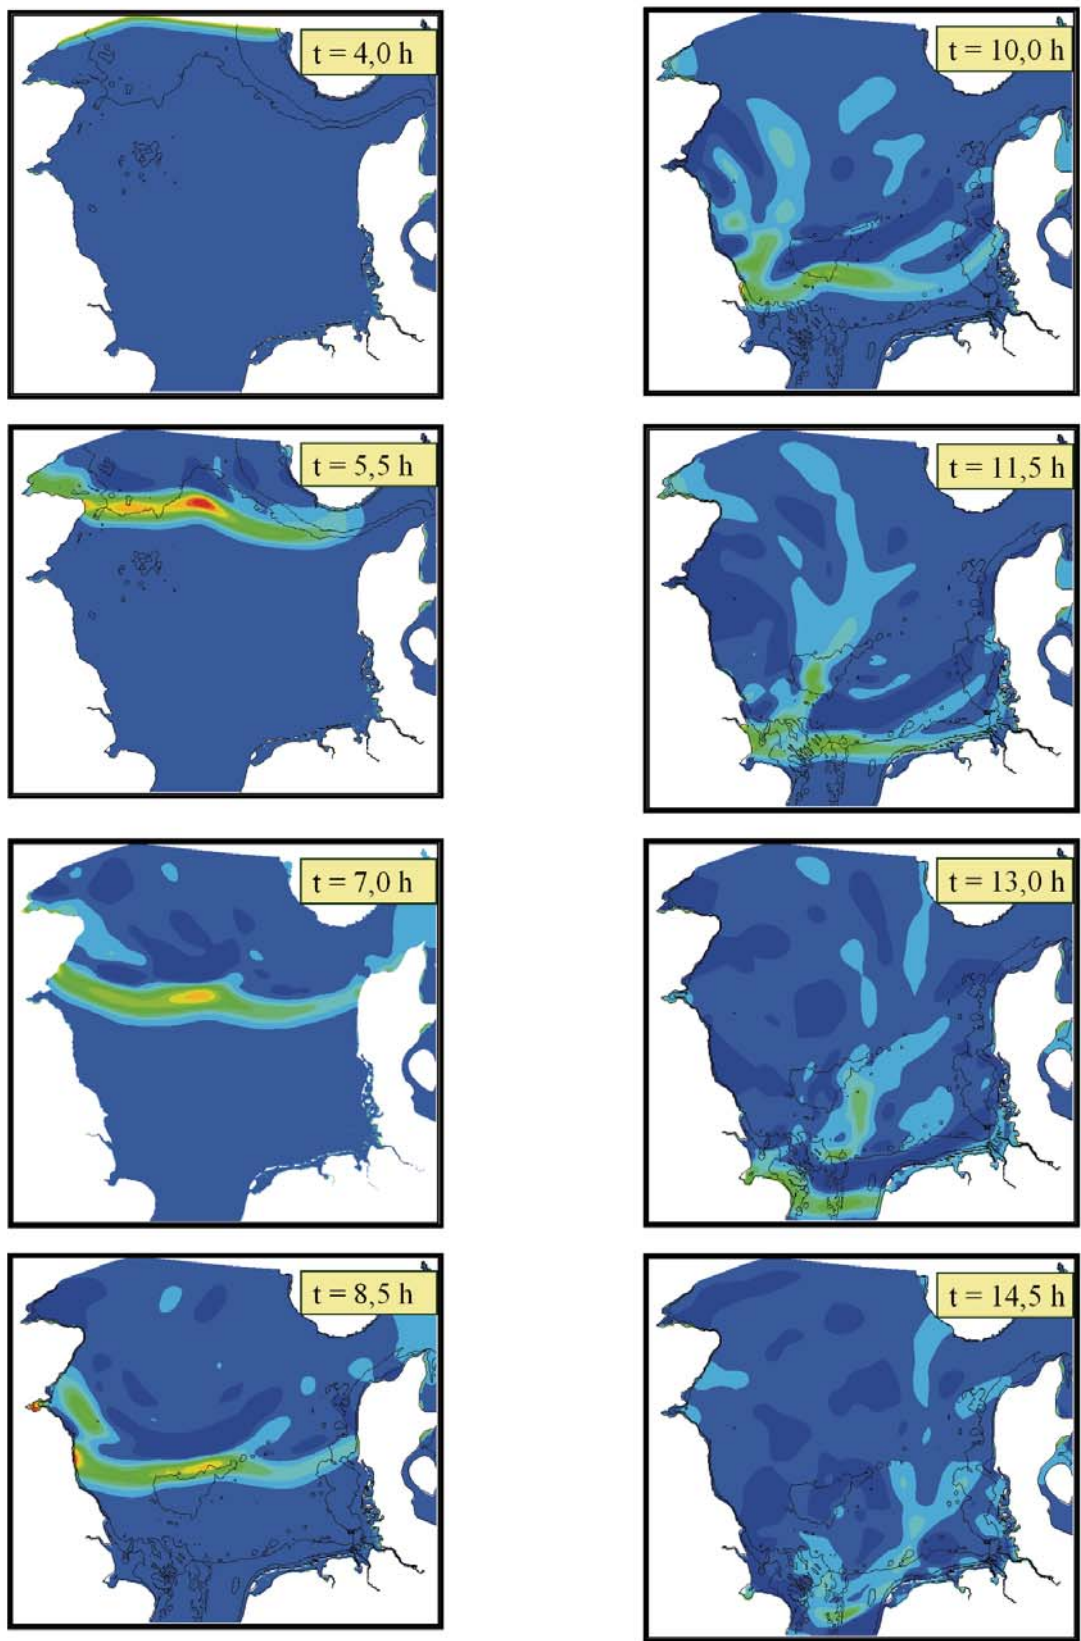 t = 4,0 h
t = 5,5 h
t = 7,0 h
t = 8,5 h
t = 10,0 h
t = 11,5 h
t = 13,0 h
t = 14,5 h